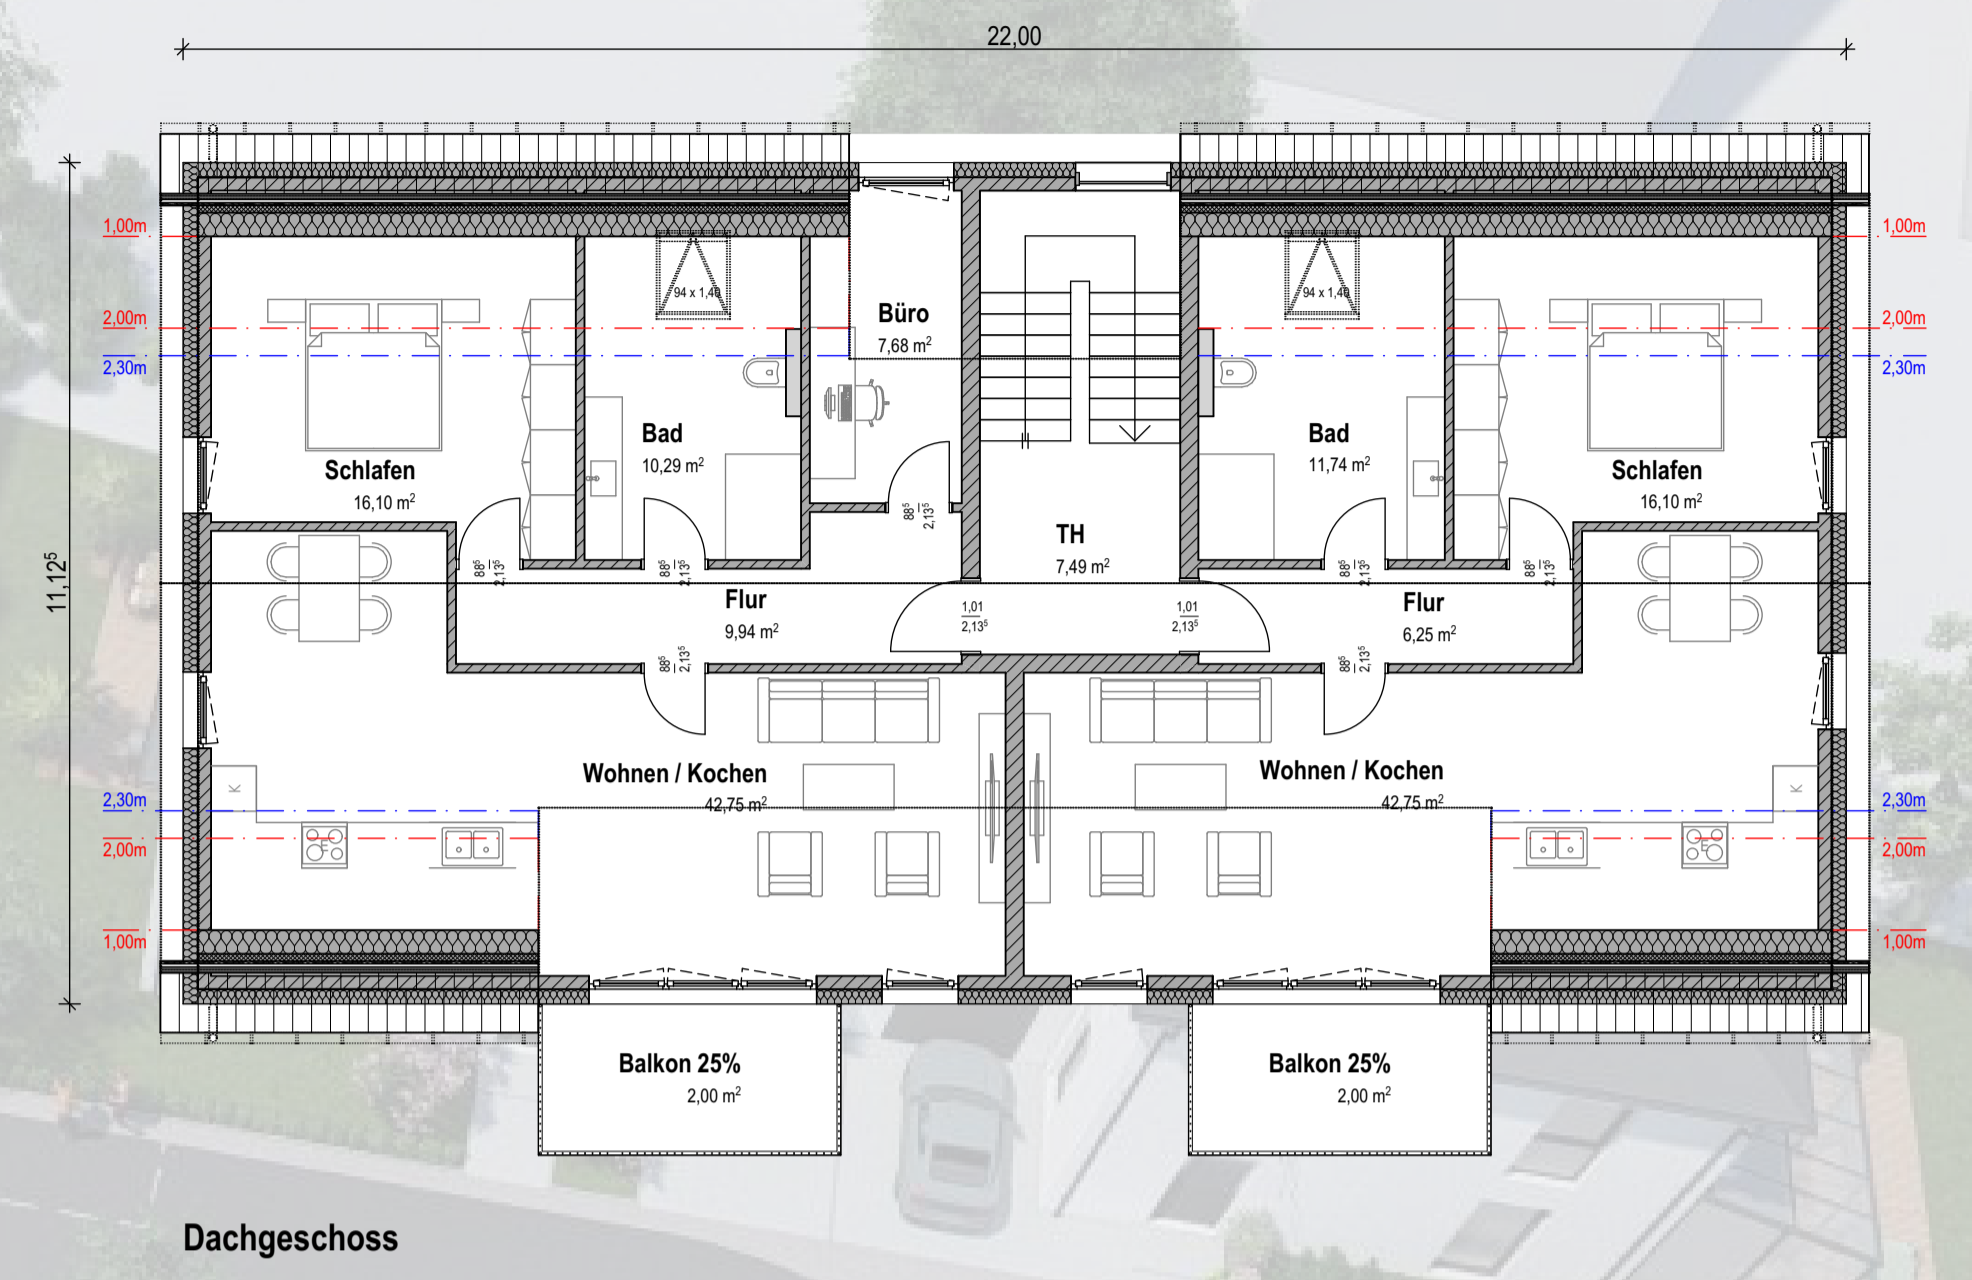 22,00
11,12⁵
1,00m
1,00m
2,00m
2,00m
2,30m
2,30m
94 x 1,40
94 x 1,40
Büro
7,68 m²
Bad
10,29 m²
Bad
11,74 m²
Schlafen
16,10 m²
Schlafen
16,10 m²
88⁵
2,13⁵
TH
7,49 m²
88⁵
2,13⁵
88⁵
2,13⁵
88⁵
2,13⁵
88⁵
2,13⁵
Flur
9,94 m²
1,01
2,13⁵
1,01
2,13⁵
Flur
6,25 m²
88⁵
2,13⁵
88⁵
2,13⁵
Wohnen / Kochen
42,75 m²
Wohnen / Kochen
42,75 m²
K
K
2,30m
2,30m
E
E
2,00m
2,00m
1,00m
1,00m
Balkon 25%
2,00 m²
Balkon 25%
2,00 m²
Dachgeschoss